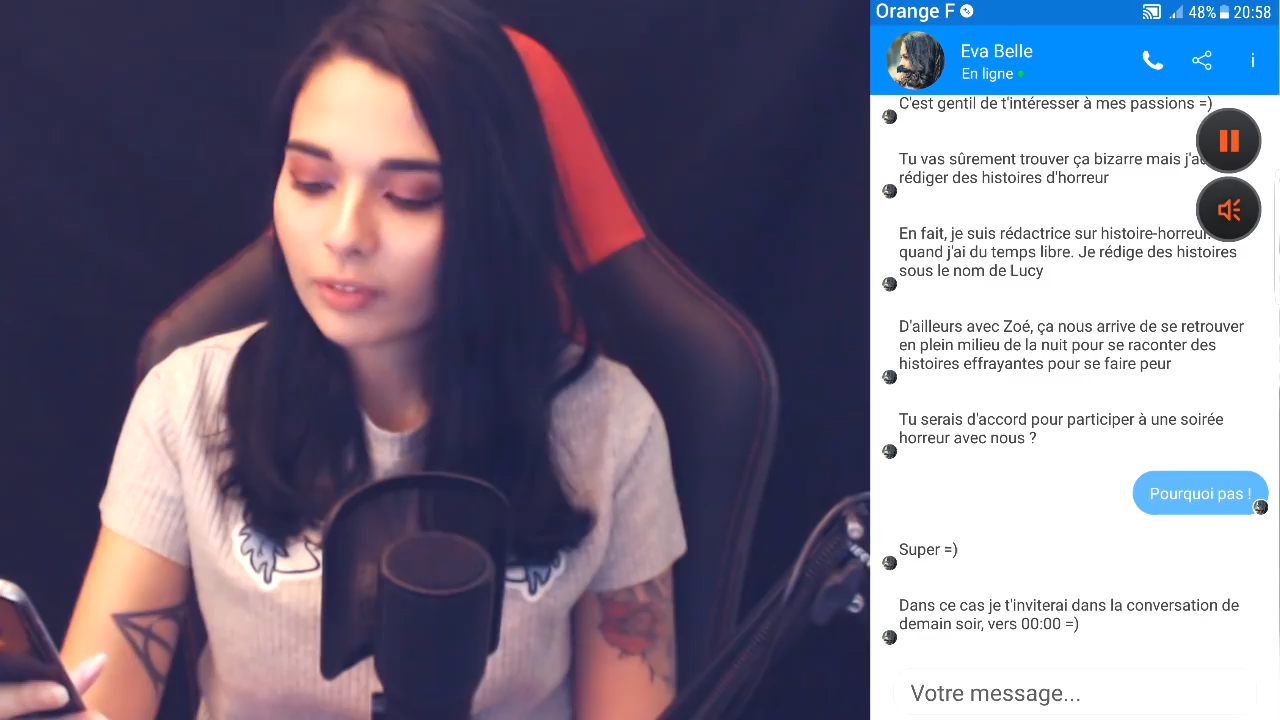 Orange F
48% 20:58
Eva Belle
En ligne
i
C'est gentil de t'intéresser à mes passions =)
Tu vas sûrement trouver ça bizarre mais
rédiger des histoires d'horreur
En fait, je suis rédactrice sur
quand j'ai du temps libre. Je rédige des histoires
sous le nom de Lucy
D'ailleurs avec Zoé, ça nous arrive de se retrouver
en plein milieu de la nuit pour se raconter des
histoires effrayantes pour se faire peur
Tu serais d'accord pour participer à une soirée
horreur avec nous ?
Pourquoi pas !
Super =)
Dans ce cas je t'inviterai dans la conversation de
demain soir, vers 00:00 =)
Votre message...